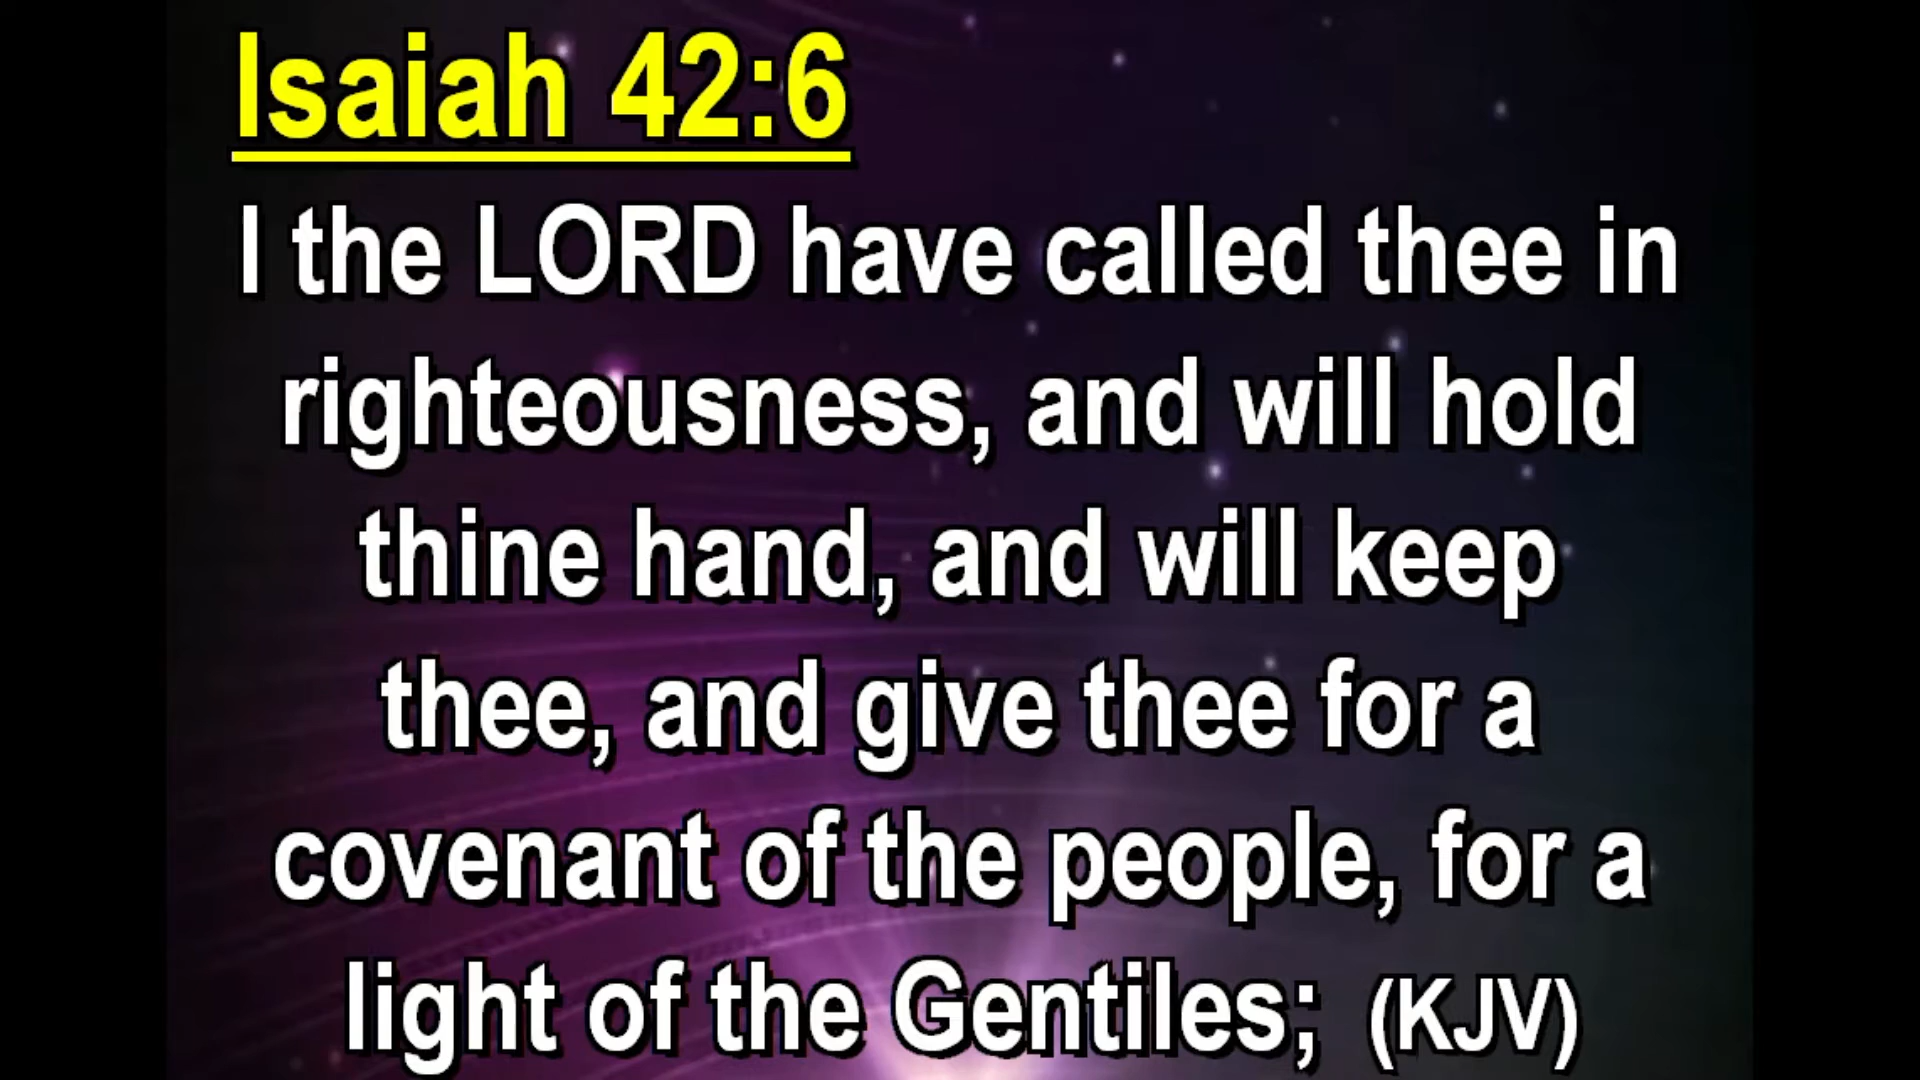 Isaiah 42:6
I the LORD have called thee in
righteousness, and will hold
thine hand, and will keep
thee, and give thee for a
covenant of the people, for a
light of the Gentiles; (KJV)